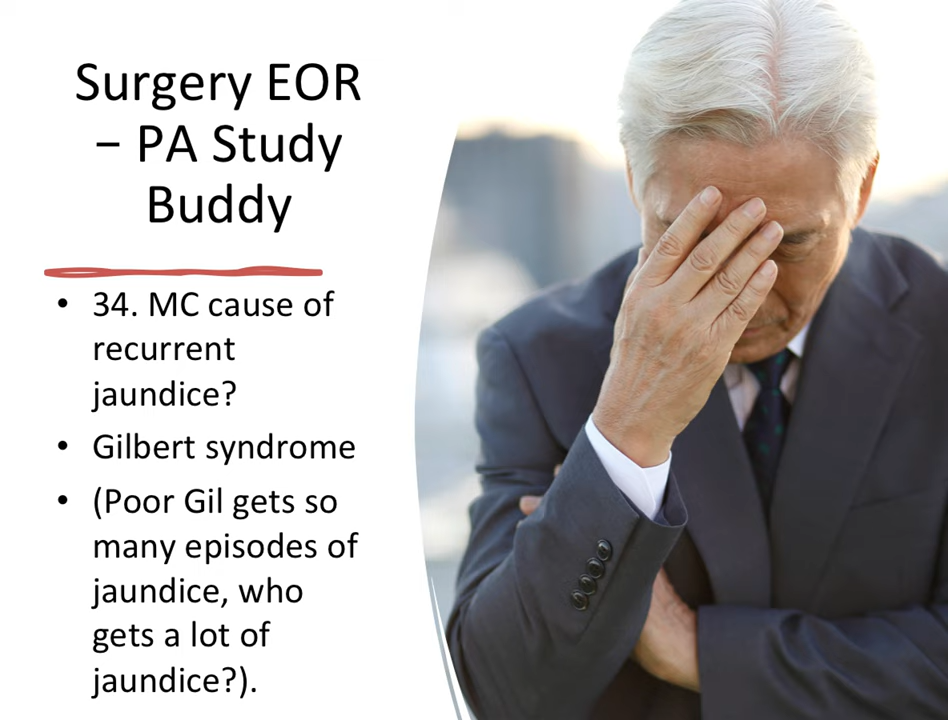 Surgery EOR
– PA Study
Buddy
• 34. MC cause of
recurrent
jaundice?
• Gilbert syndrome
• (Poor Gil gets so
many episodes of
jaundice, who
gets a lot of
jaundice?).